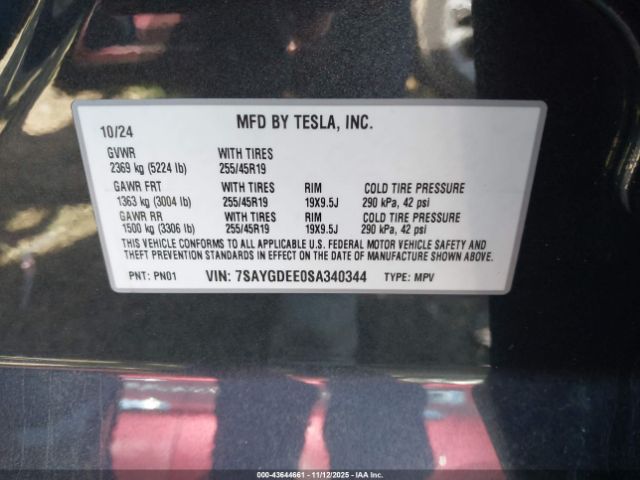 10/24 MFD BY TESLA, INC.
GVWR WITH TIRES
2369 kg (5224 lb) 255/45R19
GAWR FRT WITH TIRES RIM COLD TIRE PRESSURE
1363 kg (3004 lb) 255/45R19 19X9.5J 290 kPa, 42 psi
GAWR RR WITH TIRES RIM COLD TIRE PRESSURE
1500 kg (3306 lb) 255/45R19 19X9.5J 290 kPa, 42 psi
THIS VEHICLE CONFORMS TO ALL APPLICABLE U.S. FEDERAL MOTOR VEHICLE SAFETY AND
THEFT PREVENTION STANDARDS IN EFFECT ON THE DATE OF MANUFACTURE SHOWN ABOVE.
PNT: PN01 VIN: 7SAYGDEE0SA340344 TYPE: MPV
000-43644661 - 11/12/2025 - IAA Inc.